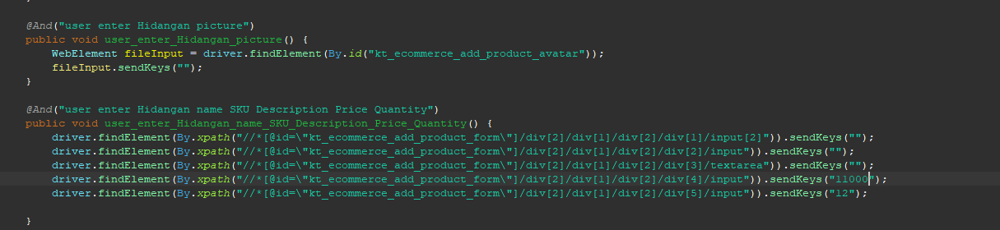 @And("user enter Hidangan picture")
public void user_enter_Hidangan_picture() {
WebElement fileInput = driver.findElement(By.id("kt_ecommerce_add_product_avatar"));
fileInput.sendKeys("");
}
@And("user enter Hidangan name SKU Description Price Quantity")
public void user_enter_Hidangan_name_SKU_Description_Price_Quantity() {
driver.findElement(By.xpath("//*[@id=\"kt_ecommerce_add_product_form\"]/div[2]/div[1]/div[2]/div[1]/input[2]")).sendKeys("");
driver.findElement(By.xpath("//*[@id=\"kt_ecommerce_add_product_form\"]/div[2]/div[1]/div[2]/div[2]/input")).sendKeys("");
driver.findElement(By.xpath("//*[@id=\"kt_ecommerce_add_product_form\"]/div[2]/div[1]/div[2]/div[3]/textarea")).sendKeys("");
driver.findElement(By.xpath("//*[@id=\"kt_ecommerce_add_product_form\"]/div[2]/div[1]/div[2]/div[4]/input")).sendKeys("11000");
driver.findElement(By.xpath("//*[@id=\"kt_ecommerce_add_product_form\"]/div[2]/div[1]/div[2]/div[5]/input")).sendKeys("12");
}